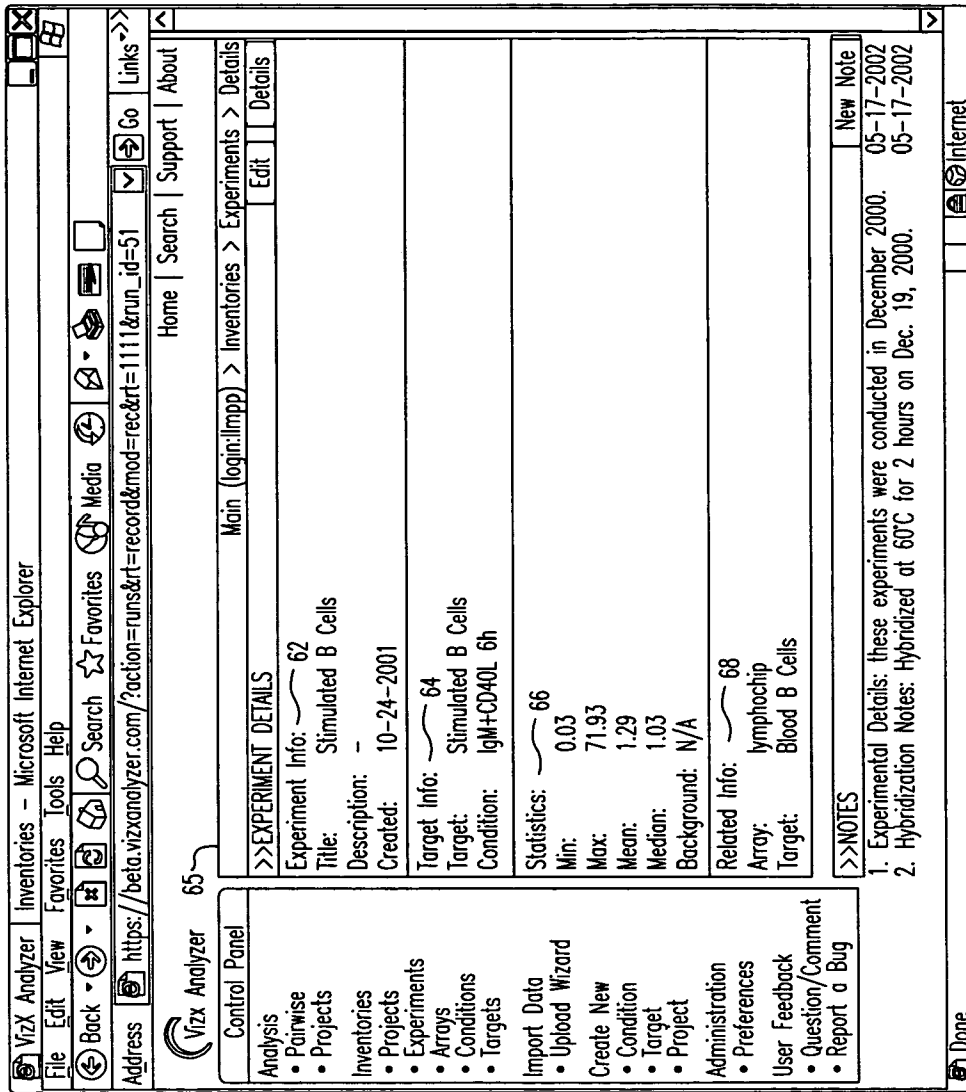 VizX Analyzer | Inventories - Microsoft Internet Explorer
File Edit View Favorites Tools Help
Back Search Favorites Media
Address https://beta.vizxanalyzer.com/?action=runs&rt=record&mod=rec&rt=1111&run_id=51 Go Links >>
Vizx Analyzer 65
Home | Search | Support | About
Control Panel
Analysis
• Pairwise
• Projects
Inventories
• Projects
• Experiments
• Arrays
• Conditions
• Targets
Import Data
• Upload Wizard
Create New
• Condition
• Target
• Project
Administration
• Preferences
User Feedback
• Question/Comment
• Report a Bug
Main (login:llmpp) > Inventories > Experiments > Details
>>EXPERIMENT DETAILS Edit Details
Experiment Info: 62
Title: Stimulated B Cells
Description: -
Created: 10-24-2001
Target Info: 64
Target: Stimulated B Cells
Condition: IgM+CD40L 6h
Statistics: 66
Min: 0.03
Max: 71.93
Mean: 1.29
Median: 1.03
Background: N/A
Related Info: 68
Array: lymphochip
Target: Blood B Cells
>>NOTES New Note
1. Experimental Details: these experiments were conducted in December 2000. 05-17-2002
2. Hybridization Notes: Hybridized at 60°C for 2 hours on Dec. 19, 2000. 05-17-2002
Done Internet